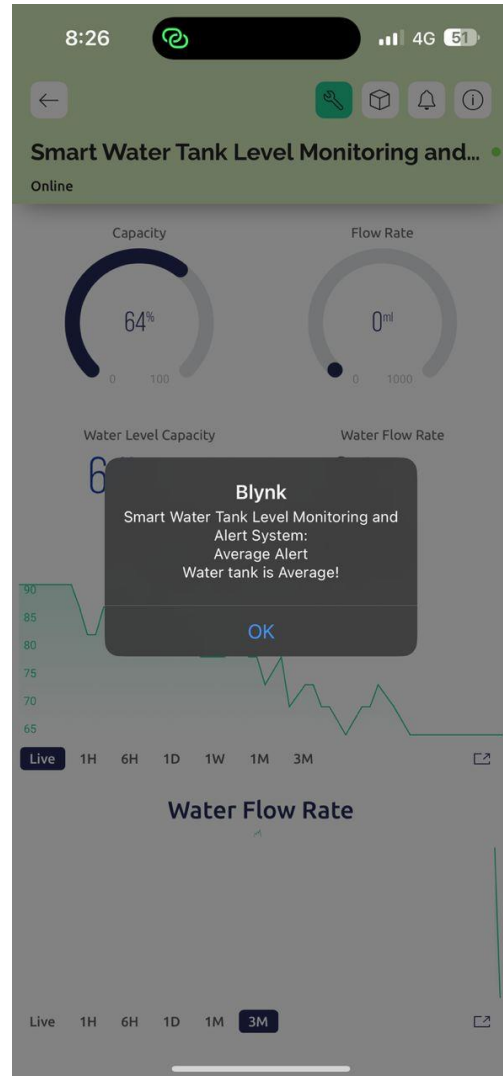 8:26
4G 51
Smart Water Tank Level Monitoring and...
Online
Capacity
Flow Rate
64%
0ml
0 100
0 1000
Water Level Capacity
Water Flow Rate
6
Blynk
Smart Water Tank Level Monitoring and
Alert System:
Average Alert
Water tank is Average!
OK
90
85
80
75
70
65
Live 1H 6H 1D 1W 1M 3M
Water Flow Rate
Live 1H 6H 1D 1M 3M